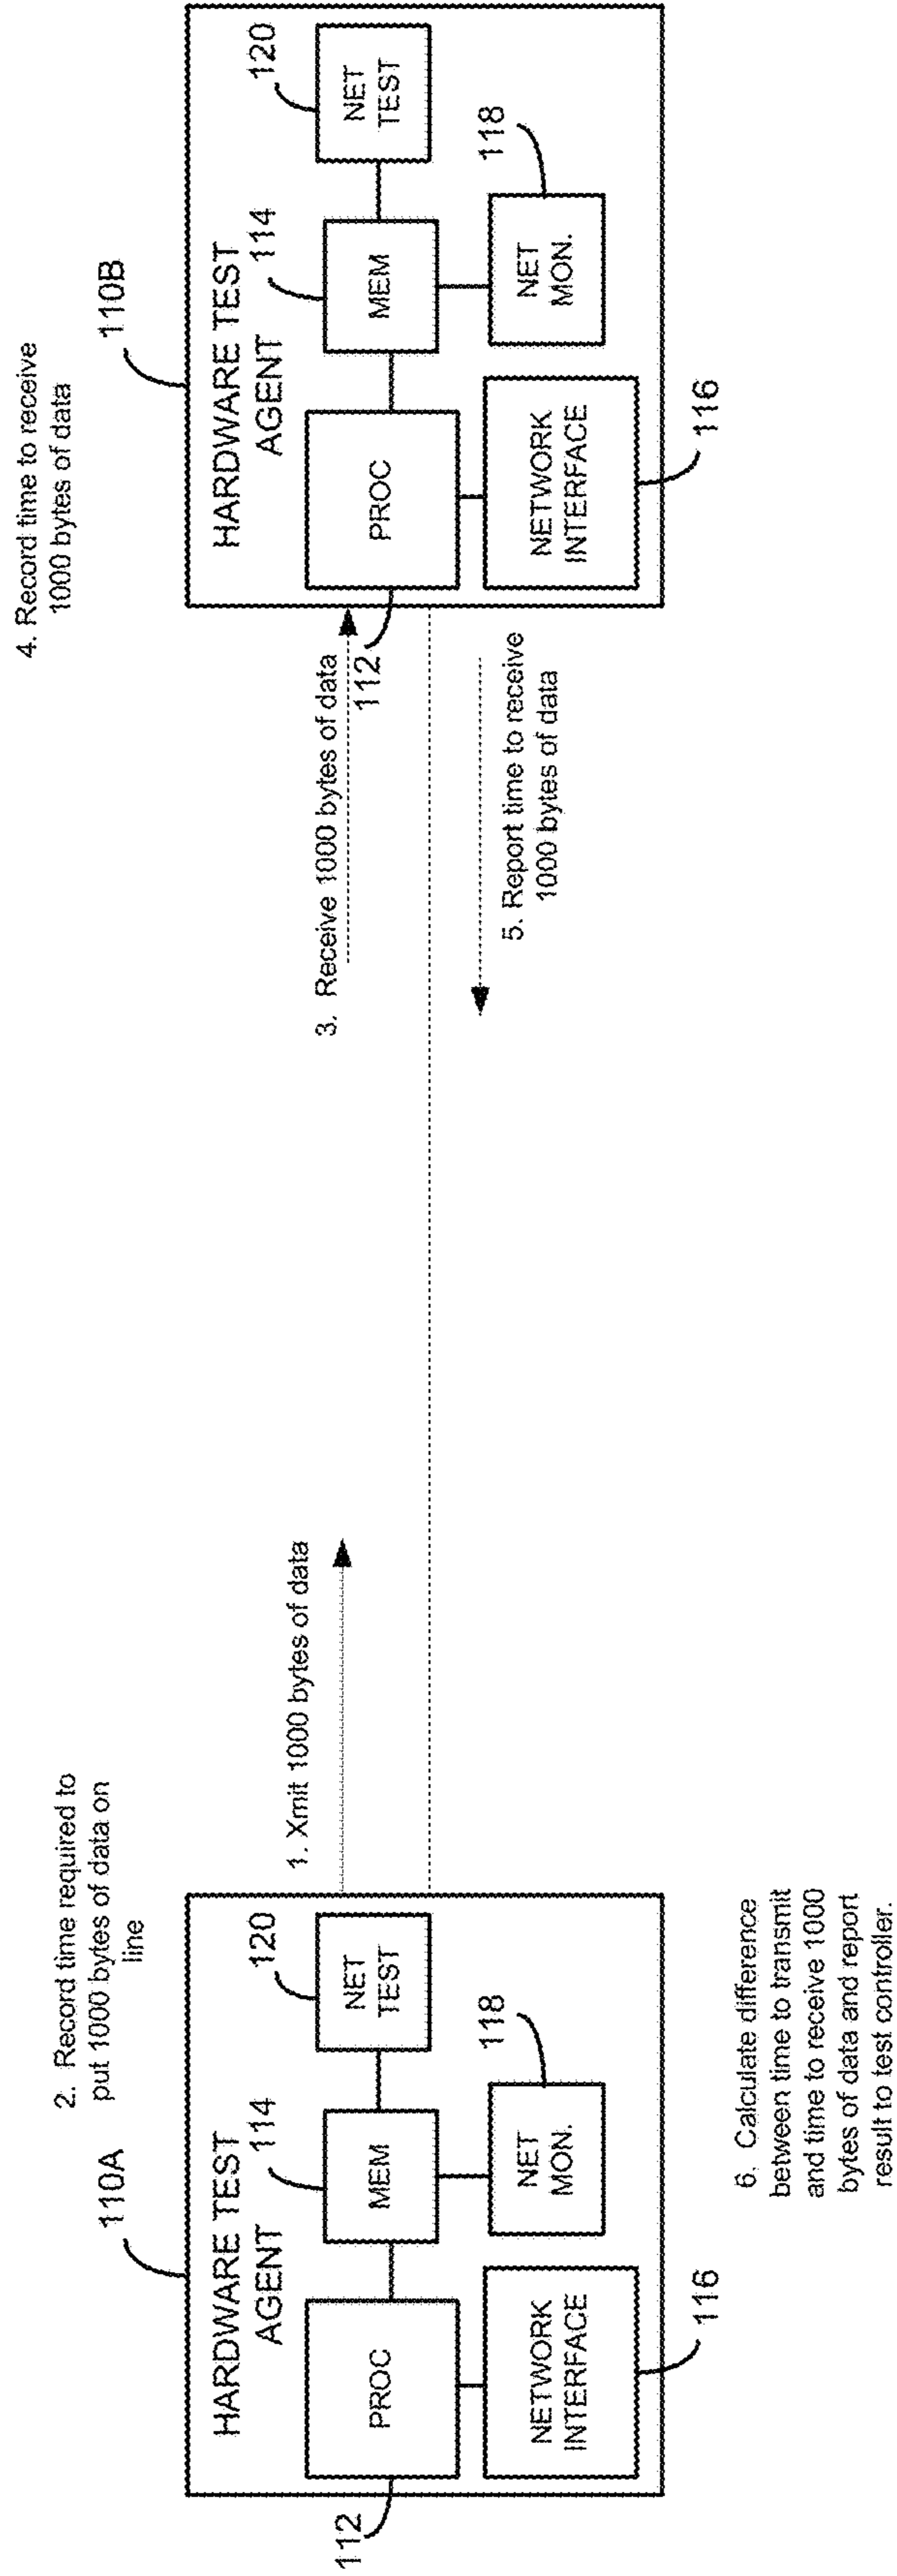 2. Record time required to
put 1000 bytes of data on
line
110A
HARDWARE TEST
AGENT
114
120
PROC
MEM
NET
TEST
112
NETWORK
INTERFACE
NET
MON.
118
116
1. Xmit 1000 bytes of data
6. Calculate difference
between time to transmit
and time to receive 1000
bytes of data and report
result to test controller.
3. Receive 1000 bytes of data
4. Record time to receive
1000 bytes of data
110B
HARDWARE TEST
AGENT
114
120
PROC
MEM
NET
TEST
112
NETWORK
INTERFACE
NET
MON.
118
116
5. Report time to receive
1000 bytes of data